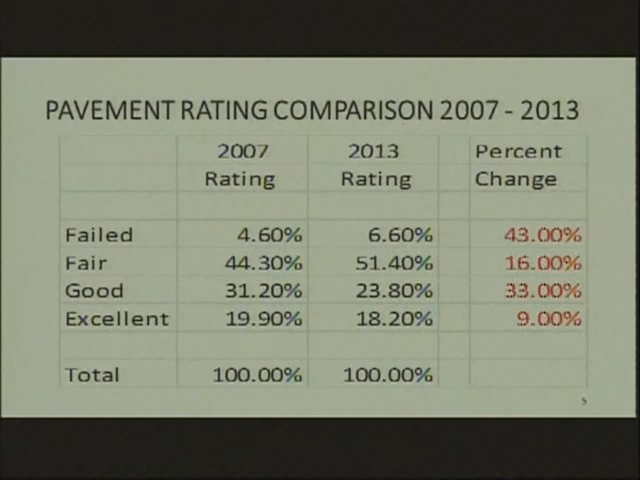 PAVEMENT RATING COMPARISON 2007 - 2013
2007 2013 Percent
Rating Rating Change
Failed 4.60% 6.60% 43.00%
Fair 44.30% 51.40% 16.00%
Good 31.20% 23.80% 33.00%
Excellent 19.90% 18.20% 9.00%
Total 100.00% 100.00%
5